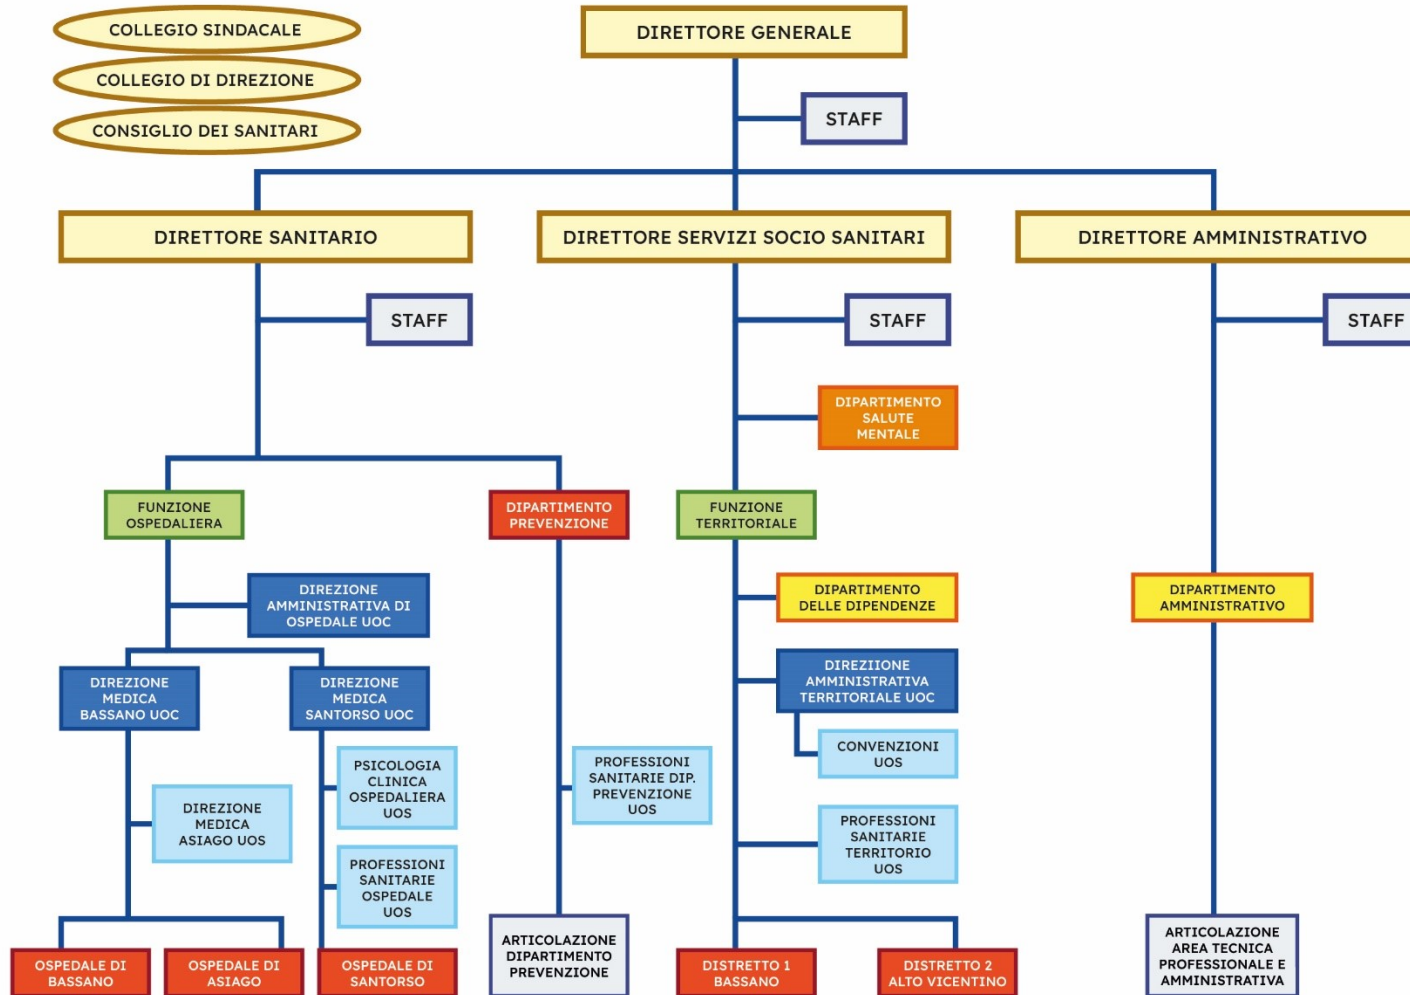 COLLEGIO SINDACALE
COLLEGIO DI DIREZIONE
CONSIGLIO DEI SANITARI
DIRETTORE GENERALE
STAFF
DIRETTORE SANITARIO
DIRETTORE SERVIZI SOCIO SANITARI
DIRETTORE AMMINISTRATIVO
STAFF
STAFF
STAFF
DIPARTIMENTO
SALUTE
MENTALE
FUNZIONE
OSPEDALIERA
DIPARTIMENTO
PREVENZIONE
FUNZIONE
TERRITORIALE
DIREZIONE
AMMINISTRATIVA DI
OSPEDALE UOC
DIPARTIMENTO
DELLE DIPENDENZE
DIPARTIMENTO
AMMINISTRATIVO
DIREZIONE
MEDICA
BASSANO UOC
DIREZIONE
MEDICA
SANTORSO UOC
DIREZIIONE
AMMINISTRATIVA
TERRITORIALE UOC
CONVENZIONI
UOS
PSICOLOGIA
CLINICA
OSPEDALIERA
UOS
PROFESSIONI
SANITARIE DIP.
PREVENZIONE
UOS
DIREZIONE
MEDICA
ASIAGO UOS
PROFESSIONI
SANITARIE
TERRITORIO
UOS
PROFESSIONI
SANITARIE
OSPEDALE
UOS
OSPEDALE DI
BASSANO
OSPEDALE DI
ASIAGO
OSPEDALE DI
SANTORSO
ARTICOLAZIONE
DIPARTIMENTO
PREVENZIONE
DISTRETTO 1
BASSANO
DISTRETTO 2
ALTO VICENTINO
ARTICOLAZIONE
AREA TECNICA
PROFESSIONALE E
AMMINISTRATIVA